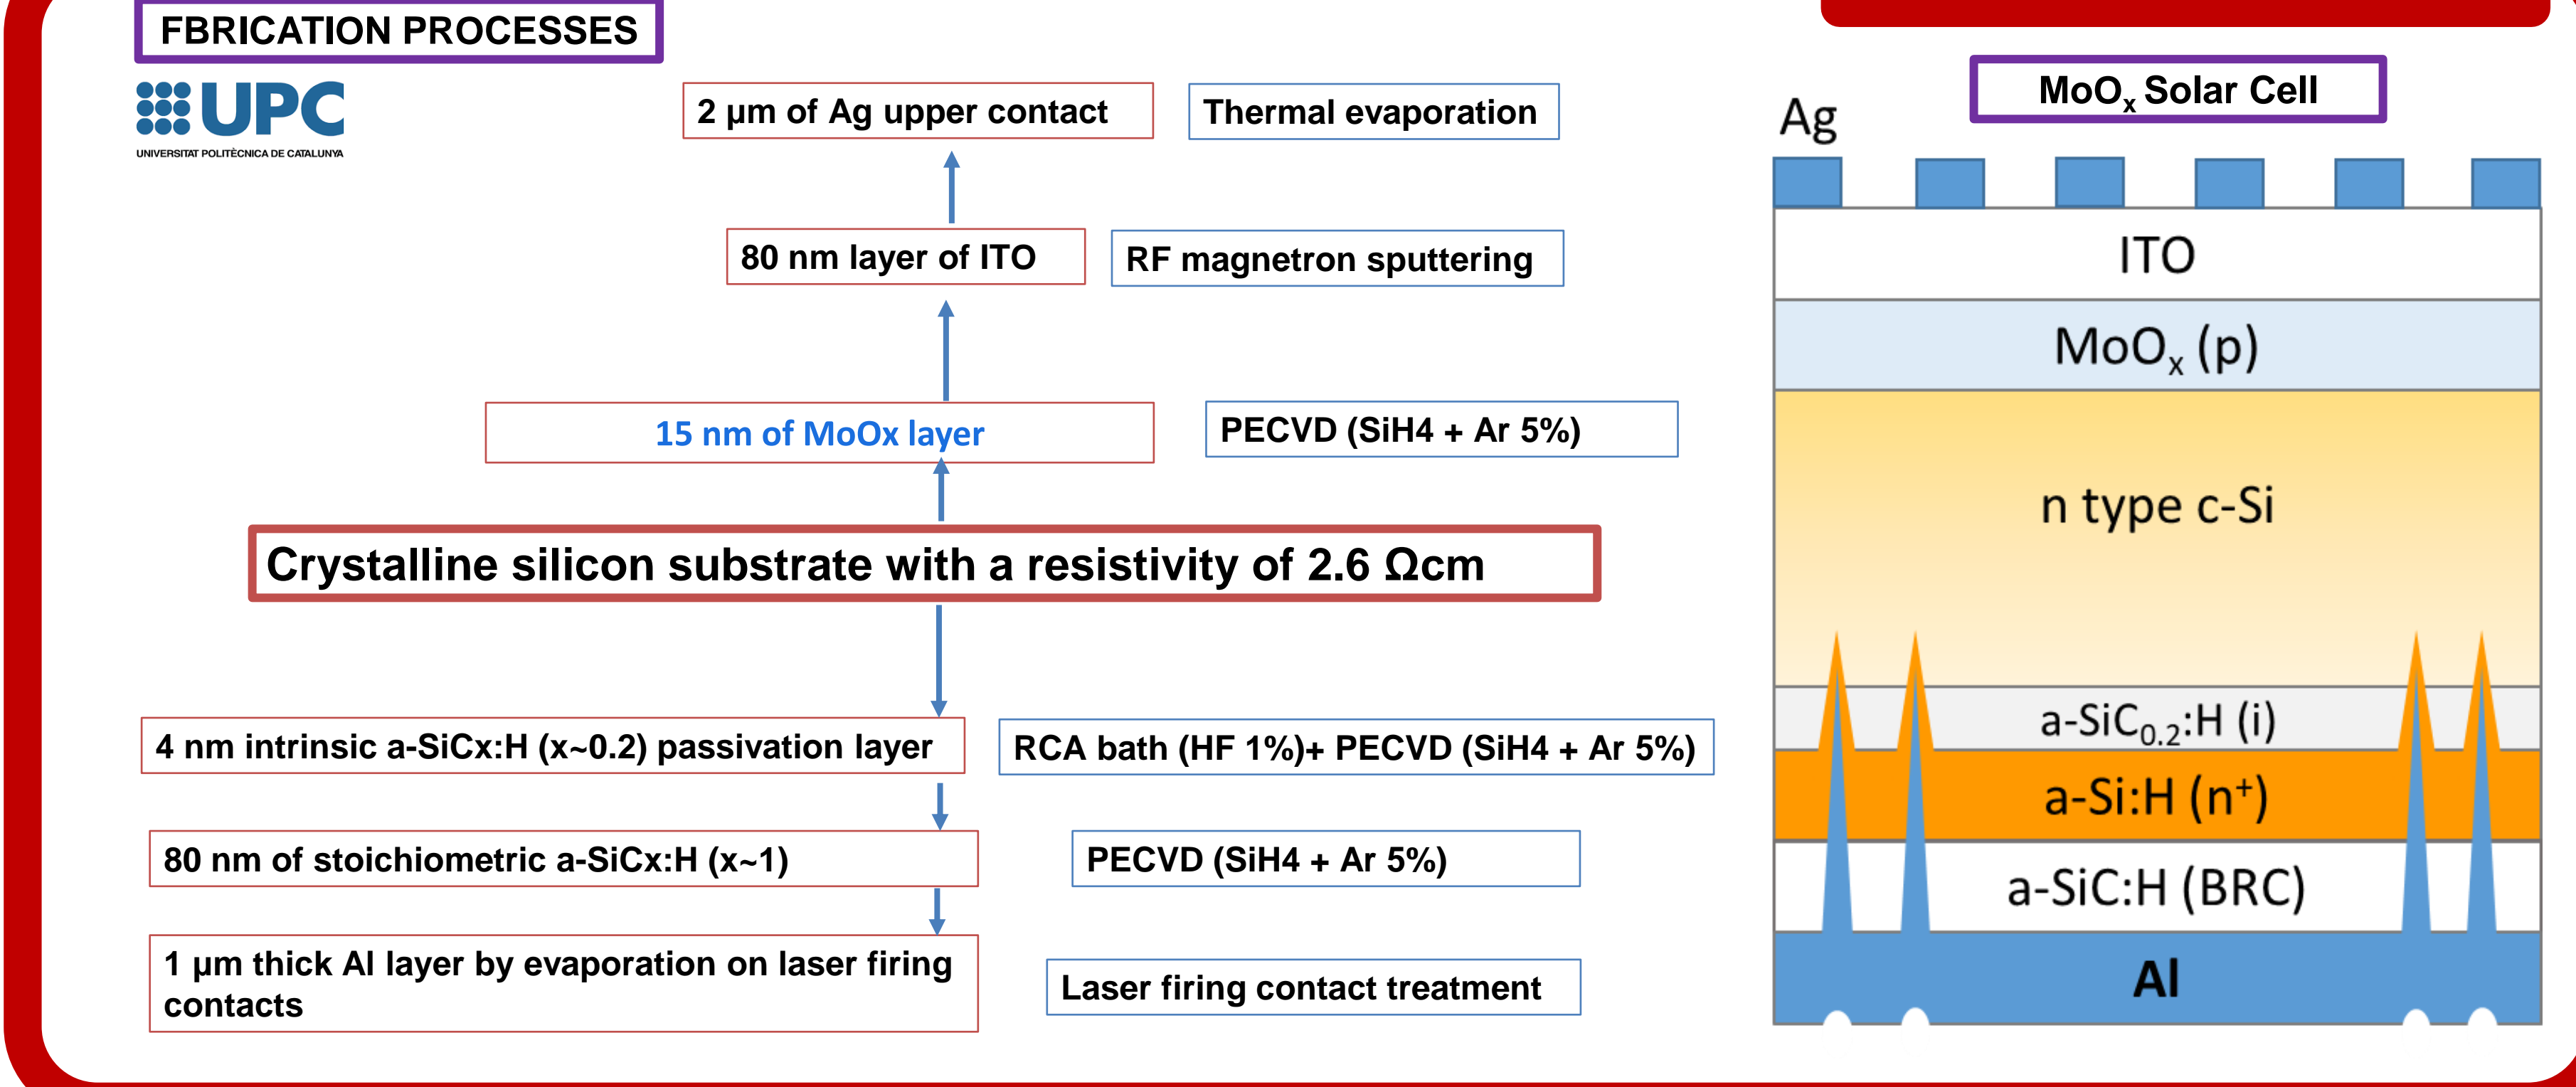 FBRICATION PROCESSES
UPC
UNIVERSITAT POLITÈCNICA DE CATALUNYA
2 µm of Ag upper contact
Thermal evaporation
80 nm layer of ITO
RF magnetron sputtering
15 nm of MoOx layer
PECVD (SiH4 + Ar 5%)
Crystalline silicon substrate with a resistivity of 2.6 Ωcm
4 nm intrinsic a-SiCx:H (x~0.2) passivation layer
RCA bath (HF 1%)+ PECVD (SiH4 + Ar 5%)
80 nm of stoichiometric a-SiCx:H (x~1)
PECVD (SiH4 + Ar 5%)
1 µm thick Al layer by evaporation on laser firing
contacts
Laser firing contact treatment
MoOₓ Solar Cell
Ag
ITO
MoOₓ (p)
n type c-Si
a-SiC₀.₂:H (i)
a-Si:H (n⁺)
a-SiC:H (BRC)
Al